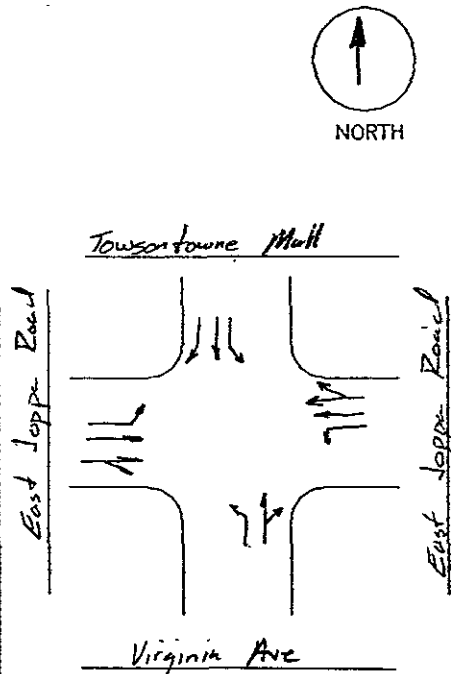 NORTH
Towsontowne Mall
East Joppa Road
East Joppa Road
Virginia Ave